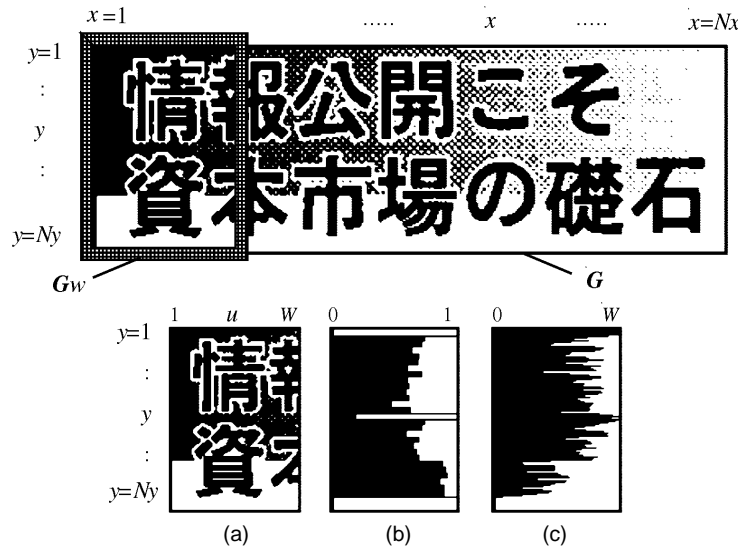 x=1 ..... x ..... x=Nx
y=1
:
y
:
y=Ny
情報公開こそ
資本市場の礎石
Gw
G
1 u W
0 1
0 W
y=1
:
y
:
y=Ny
情報
資本
(a) (b) (c)